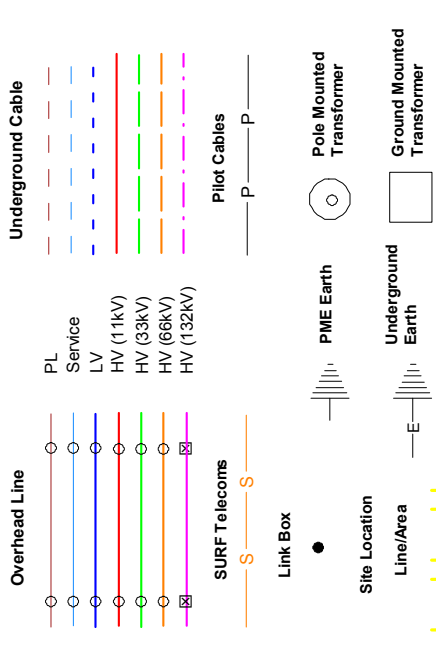 Overhead Line
Underground Cable
PL
Service
LV
HV (11kV)
HV (33kV)
HV (66kV)
HV (132kV)
SURF Telecoms
Pilot Cables
S S
P P
Link Box
PME Earth
Pole Mounted
Transformer
Site Location
Line/Area
E
Underground
Earth
Ground Mounted
Transformer